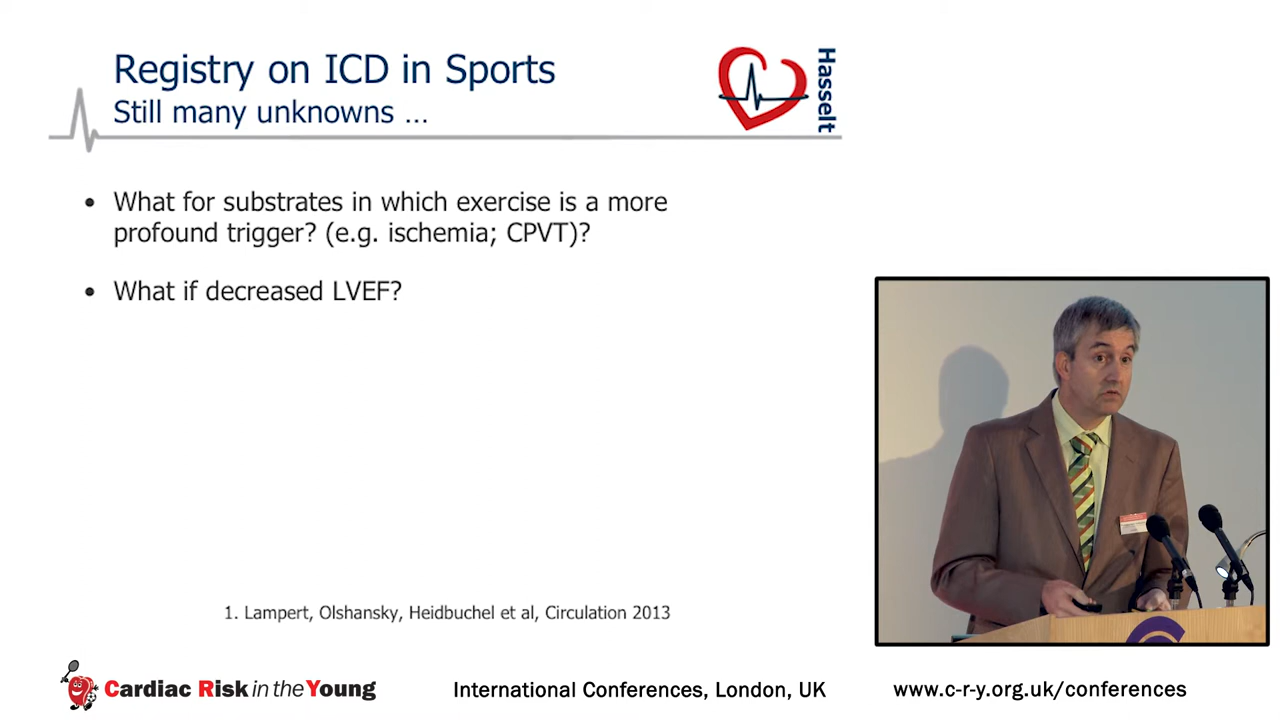 Registry on ICD in Sports
Still many unknowns ...
Hasselt
• What for substrates in which exercise is a more
profound trigger? (e.g. ischemia; CPVT)?
• What if decreased LVEF?
1. Lampert, Olshansky, Heidbuchel et al, Circulation 2013
Cardiac Risk in the Young
International Conferences, London, UK
www.c-r-y.org.uk/conferences